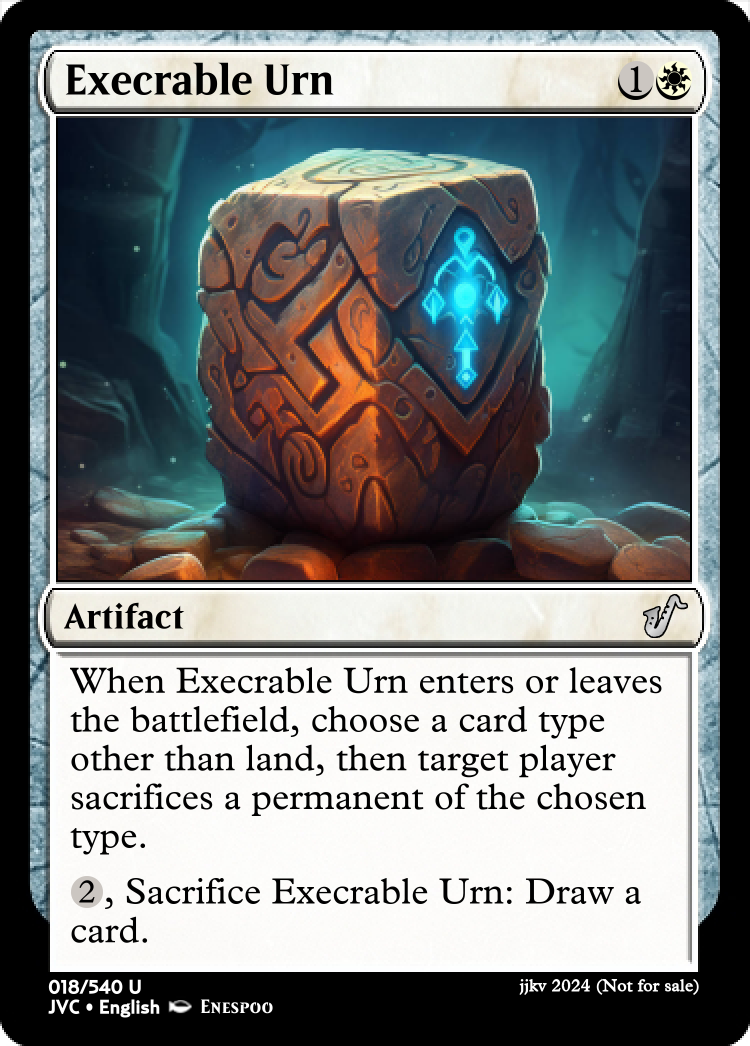 Execrable Urn 1
Artifact
When Execrable Urn enters or leaves
the battlefield, choose a card type
other than land, then target player
sacrifices a permanent of the chosen
type.
2, Sacrifice Execrable Urn: Draw a
card.
018/540 U
JVC • English Enespoo
jjkv 2024 (Not for sale)